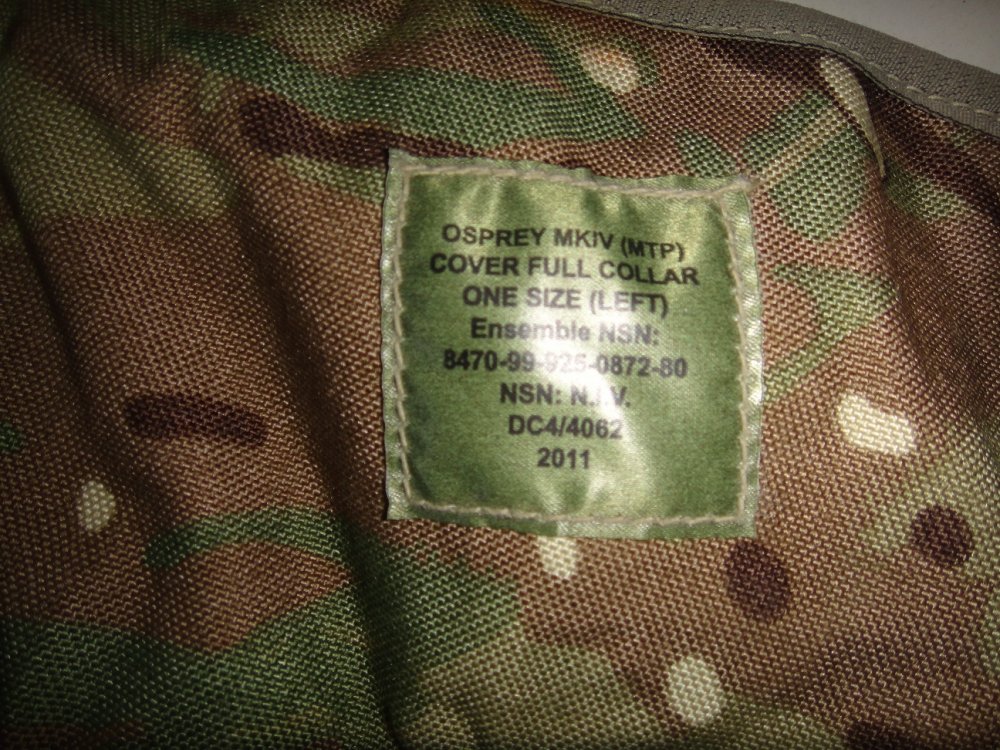 OSPREY MKIV (MTP)
COVER FULL COLLAR
ONE SIZE (LEFT)
Ensemble NSN:
8470-99-925-0872-80
NSN: N.I.V.
DC4/4062
2011